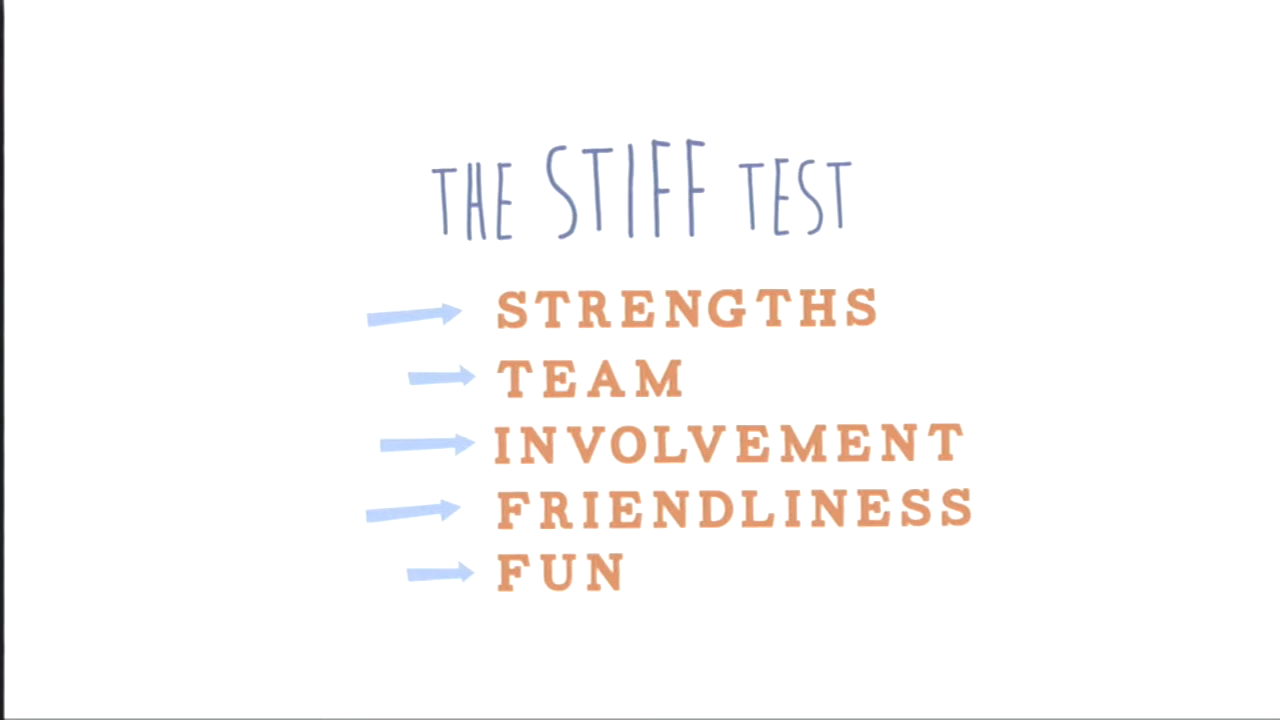 THE STIFF TEST
STRENGTHS
TEAM
INVOLVEMENT
FRIENDLINESS
FUN